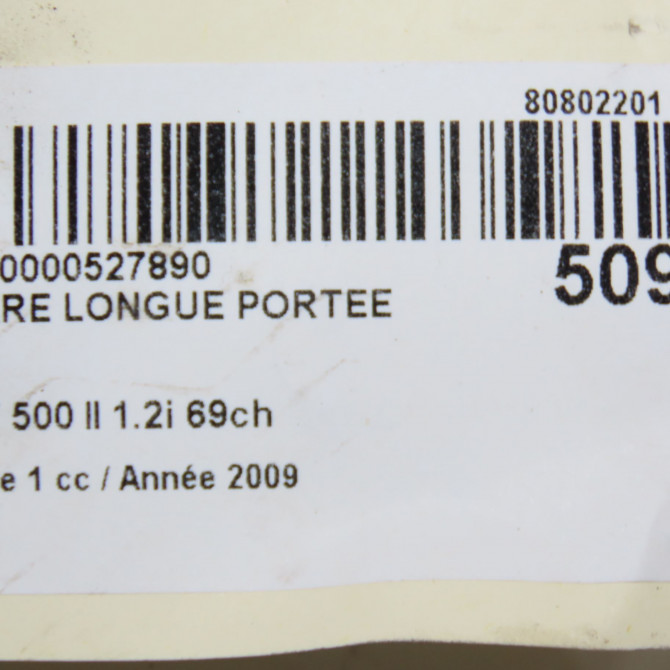 80802201
0000527890
509
RE LONGUE PORTEE
500 II 1.2i 69ch
e 1 cc / Année 2009